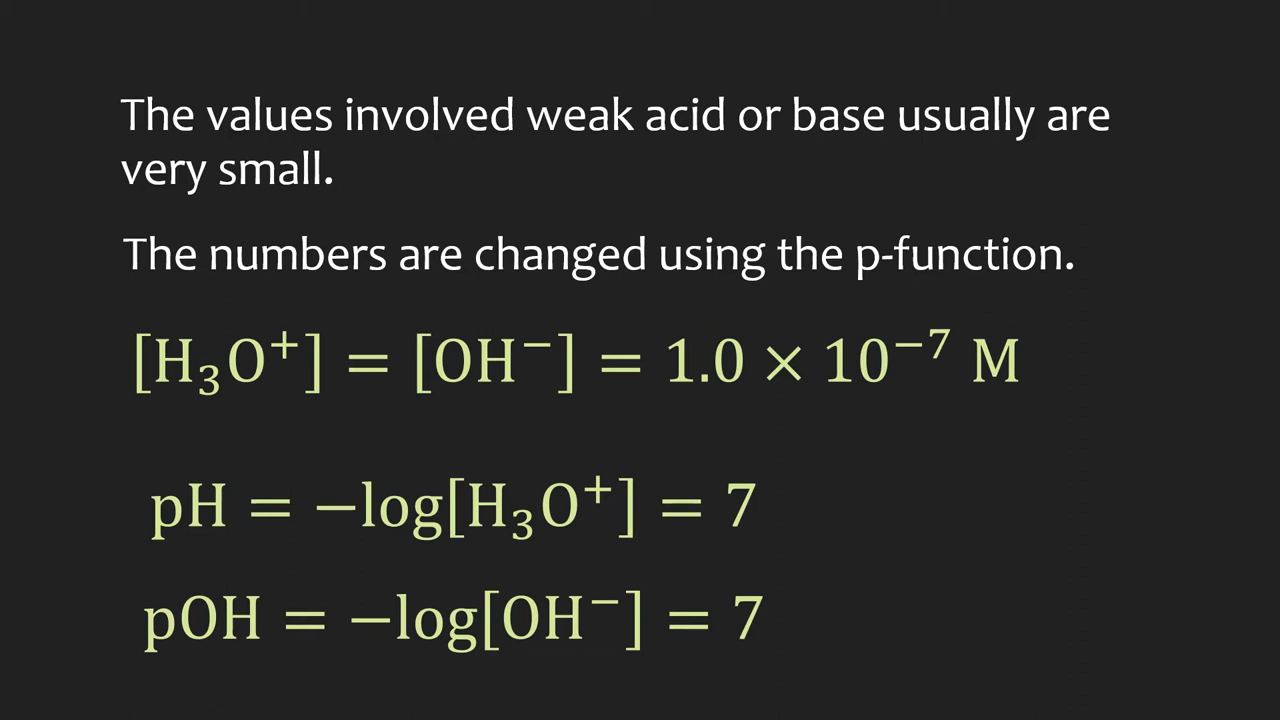 The values involved weak acid or base usually are
very small.
The numbers are changed using the p-function.
[H₃O⁺] = [OH⁻] = 1.0 × 10⁻⁷ M
pH = −log[H₃O⁺] = 7
pOH = −log[OH⁻] = 7